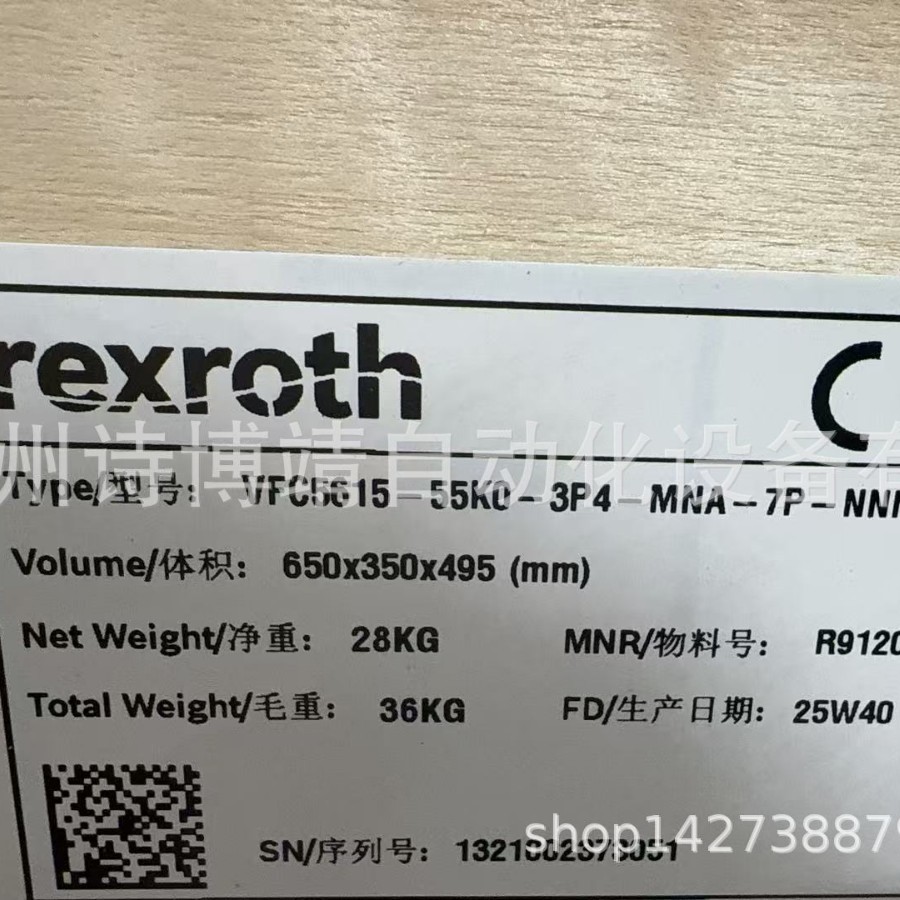 rexroth C
州诗博靖自动化设备有
Type/型号: VFC5615-55K0-3P4-MNA-7P-NN
Volume/体积: 650x350x495 (mm)
Net Weight/净重: 28KG MNR/物料号: R9120
Total Weight/毛重: 36KG FD/生产日期: 25W40
SN/序列号:
shop142738879